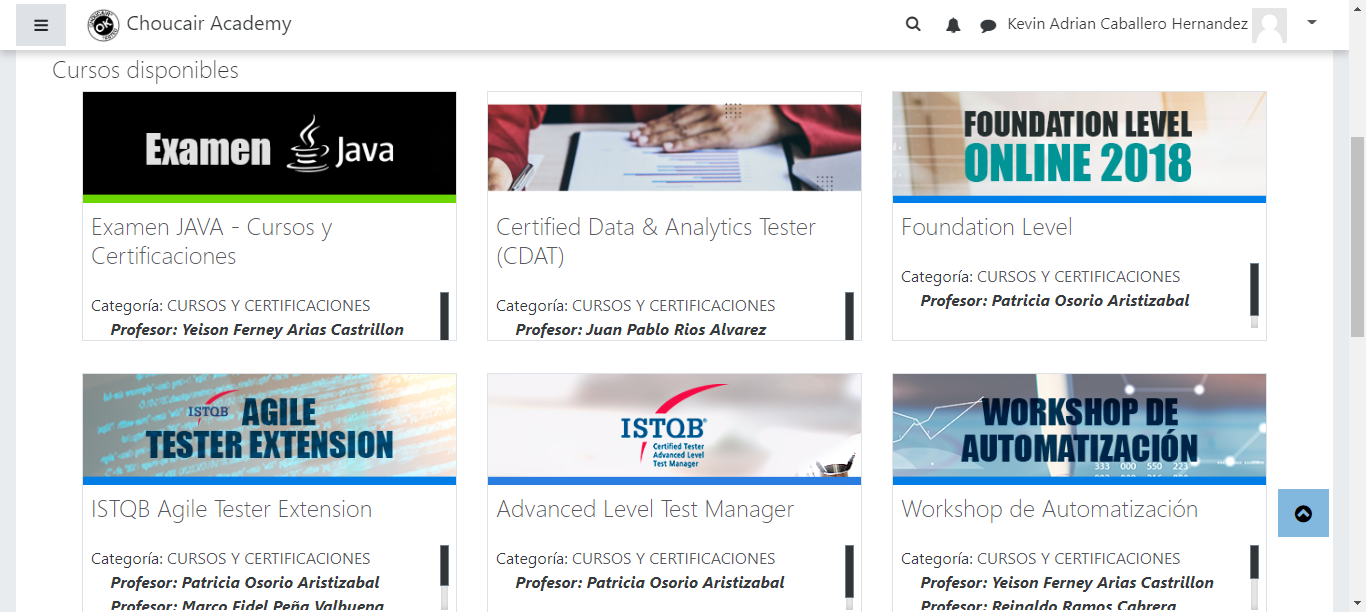 Choucair Academy
Kevin Adrian Caballero Hernandez
Cursos disponibles
Examen Java
Examen JAVA - Cursos y
Certificaciones
Categoría: CURSOS Y CERTIFICACIONES
Profesor: Yeison Ferney Arias Castrillon
Certified Data & Analytics Tester
(CDAT)
Categoría: CURSOS Y CERTIFICACIONES
Profesor: Juan Pablo Rios Alvarez
FOUNDATION LEVEL
ONLINE 2018
Foundation Level
Categoría: CURSOS Y CERTIFICACIONES
Profesor: Patricia Osorio Aristizabal
ISTQB AGILE
TESTER EXTENSION
ISTQB Agile Tester Extension
Categoría: CURSOS Y CERTIFICACIONES
Profesor: Patricia Osorio Aristizabal
Profesor: Marco Fidel Peña Valbuena
ISTQB®
Certified Tester
Advanced Level
Test Manager
Advanced Level Test Manager
Categoría: CURSOS Y CERTIFICACIONES
Profesor: Patricia Osorio Aristizabal
WORKSHOP DE
AUTOMATIZACIÓN
333 000 550 223
Workshop de Automatización
Categoría: CURSOS Y CERTIFICACIONES
Profesor: Yeison Ferney Arias Castrillon
Profesor: Reinaldo Ramos Cabrera